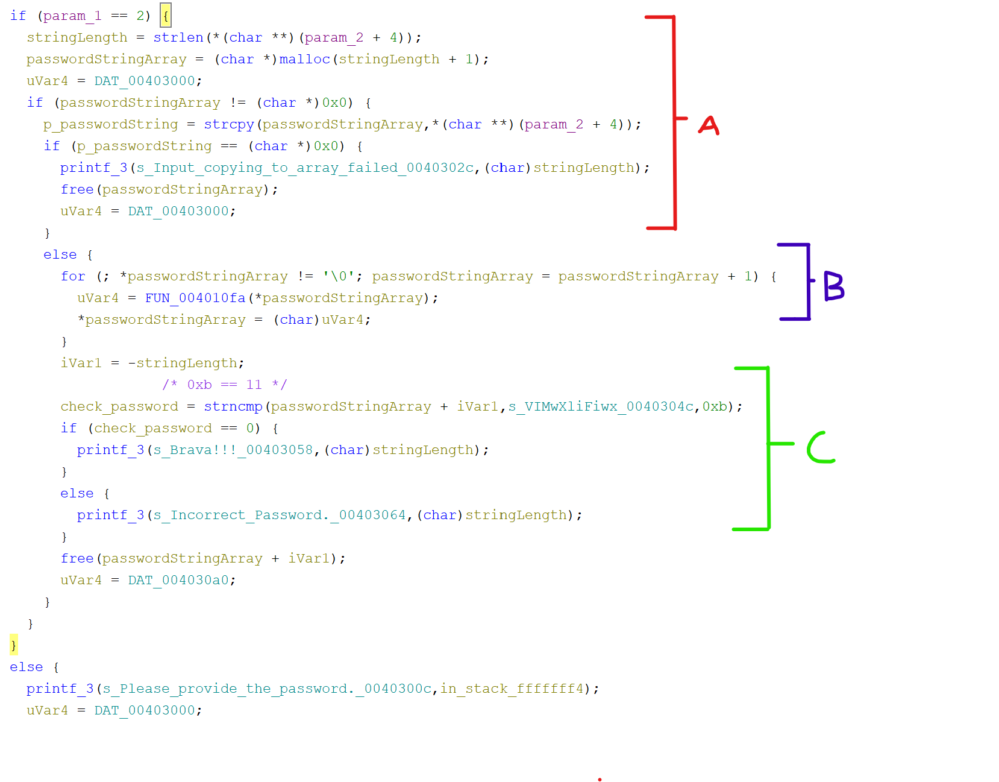 if (param_1 == 2) {
stringLength = strlen(*(char **)(param_2 + 4));
passwordStringArray = (char *)malloc(stringLength + 1);
uVar4 = DAT_00403000;
if (passwordStringArray != (char *)0x0) {
p_passwordString = strcpy(passwordStringArray,*(char **)(param_2 + 4));
A
if (p_passwordString == (char *)0x0) {
printf_3(s_Input_copying_to_array_failed_0040302c,(char)stringLength);
free(passwordStringArray);
uVar4 = DAT_00403000;
}
else {
for (; *passwordStringArray != '\0'; passwordStringArray = passwordStringArray + 1) {
B
uVar4 = FUN_004010fa(*passwordStringArray);
*passwordStringArray = (char)uVar4;
}
iVar1 = -stringLength;
/* 0xb == 11 */
check_password = strncmp(passwordStringArray + iVar1,s_VIMwXliFiwx_0040304c,0xb);
if (check_password == 0) {
printf_3(s_Brava!!!_00403058,(char)stringLength);
C
}
else {
printf_3(s_Incorrect_Password._00403064,(char)stringLength);
}
free(passwordStringArray + iVar1);
uVar4 = DAT_004030a0;
}
}
}
else {
printf_3(s_Please_provide_the_password._0040300c,in_stack_fffffff4);
uVar4 = DAT_00403000;